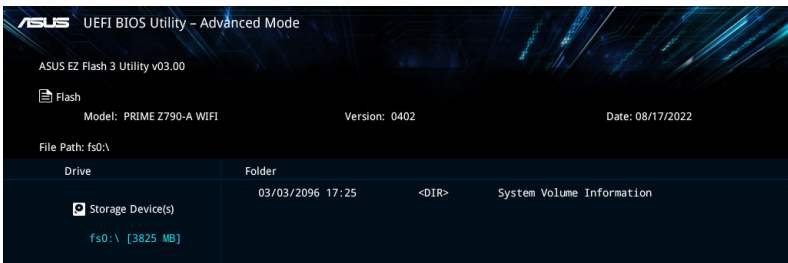 ASUS UEFI BIOS Utility – Advanced Mode
ASUS EZ Flash 3 Utility v03.00
Flash
Model: PRIME Z790-A WIFI Version: 0402 Date: 08/17/2022
File Path: fs0:\
Drive Folder
03/03/2096 17:25 <DIR> System Volume Information
Storage Device(s)
fs0:\ [3825 MB]